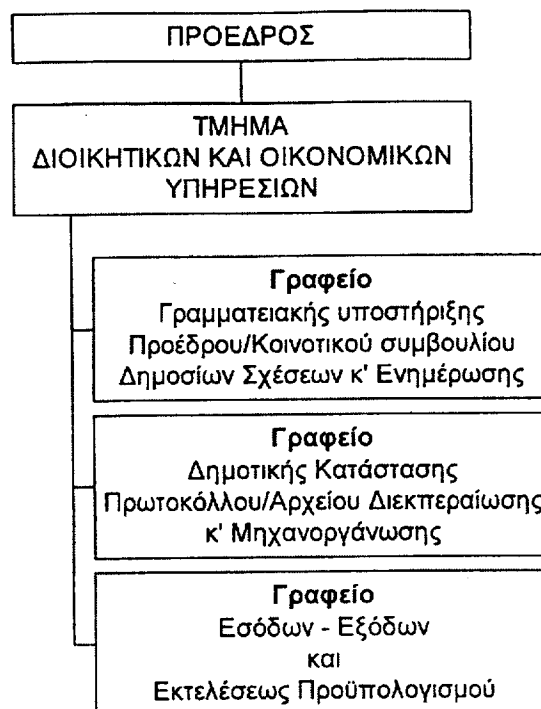 ΠΡΟΕΔΡΟΣ
ΤΜΗΜΑ
ΔΙΟΙΚΗΤΙΚΩΝ ΚΑΙ ΟΙΚΟΝΟΜΙΚΩΝ
ΥΠΗΡΕΣΙΩΝ
Γραφείο
Γραμματειακής υποστήριξης
Προέδρου/Κοινοτικού συμβουλίου
Δημοσίων Σχέσεων κ' Ενημέρωσης
Γραφείο
Δημοτικής Κατάστασης
Πρωτοκόλλου/Αρχείου Διεκπεραίωσης
κ' Μηχανοργάνωσης
Γραφείο
Εσόδων - Εξόδων
και
Εκτελέσεως Προϋπολογισμού